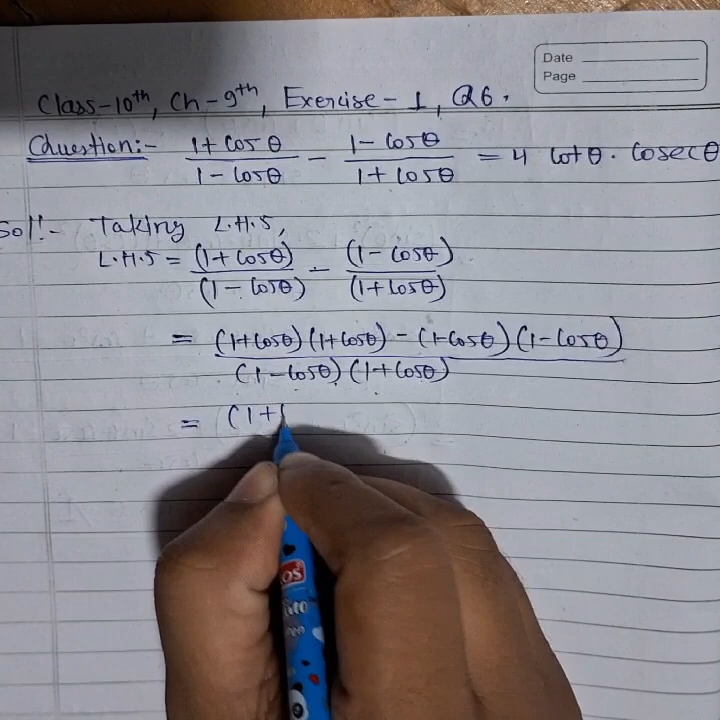 Date
Page
Class-10th, Ch-9th, Exercise-1, Q6.
Question:- (1+cosθ)/(1-cosθ) - (1-cosθ)/(1+cosθ) = 4 cotθ. cosecθ
Sol!:- Taking L.H.S,
L.H.S = (1+cosθ)/(1-cosθ) - (1-cosθ)/(1+cosθ)
= (1+cosθ)(1+cosθ) - (1-cosθ)(1-cosθ)
(1-cosθ)(1+cosθ)
= (1+(